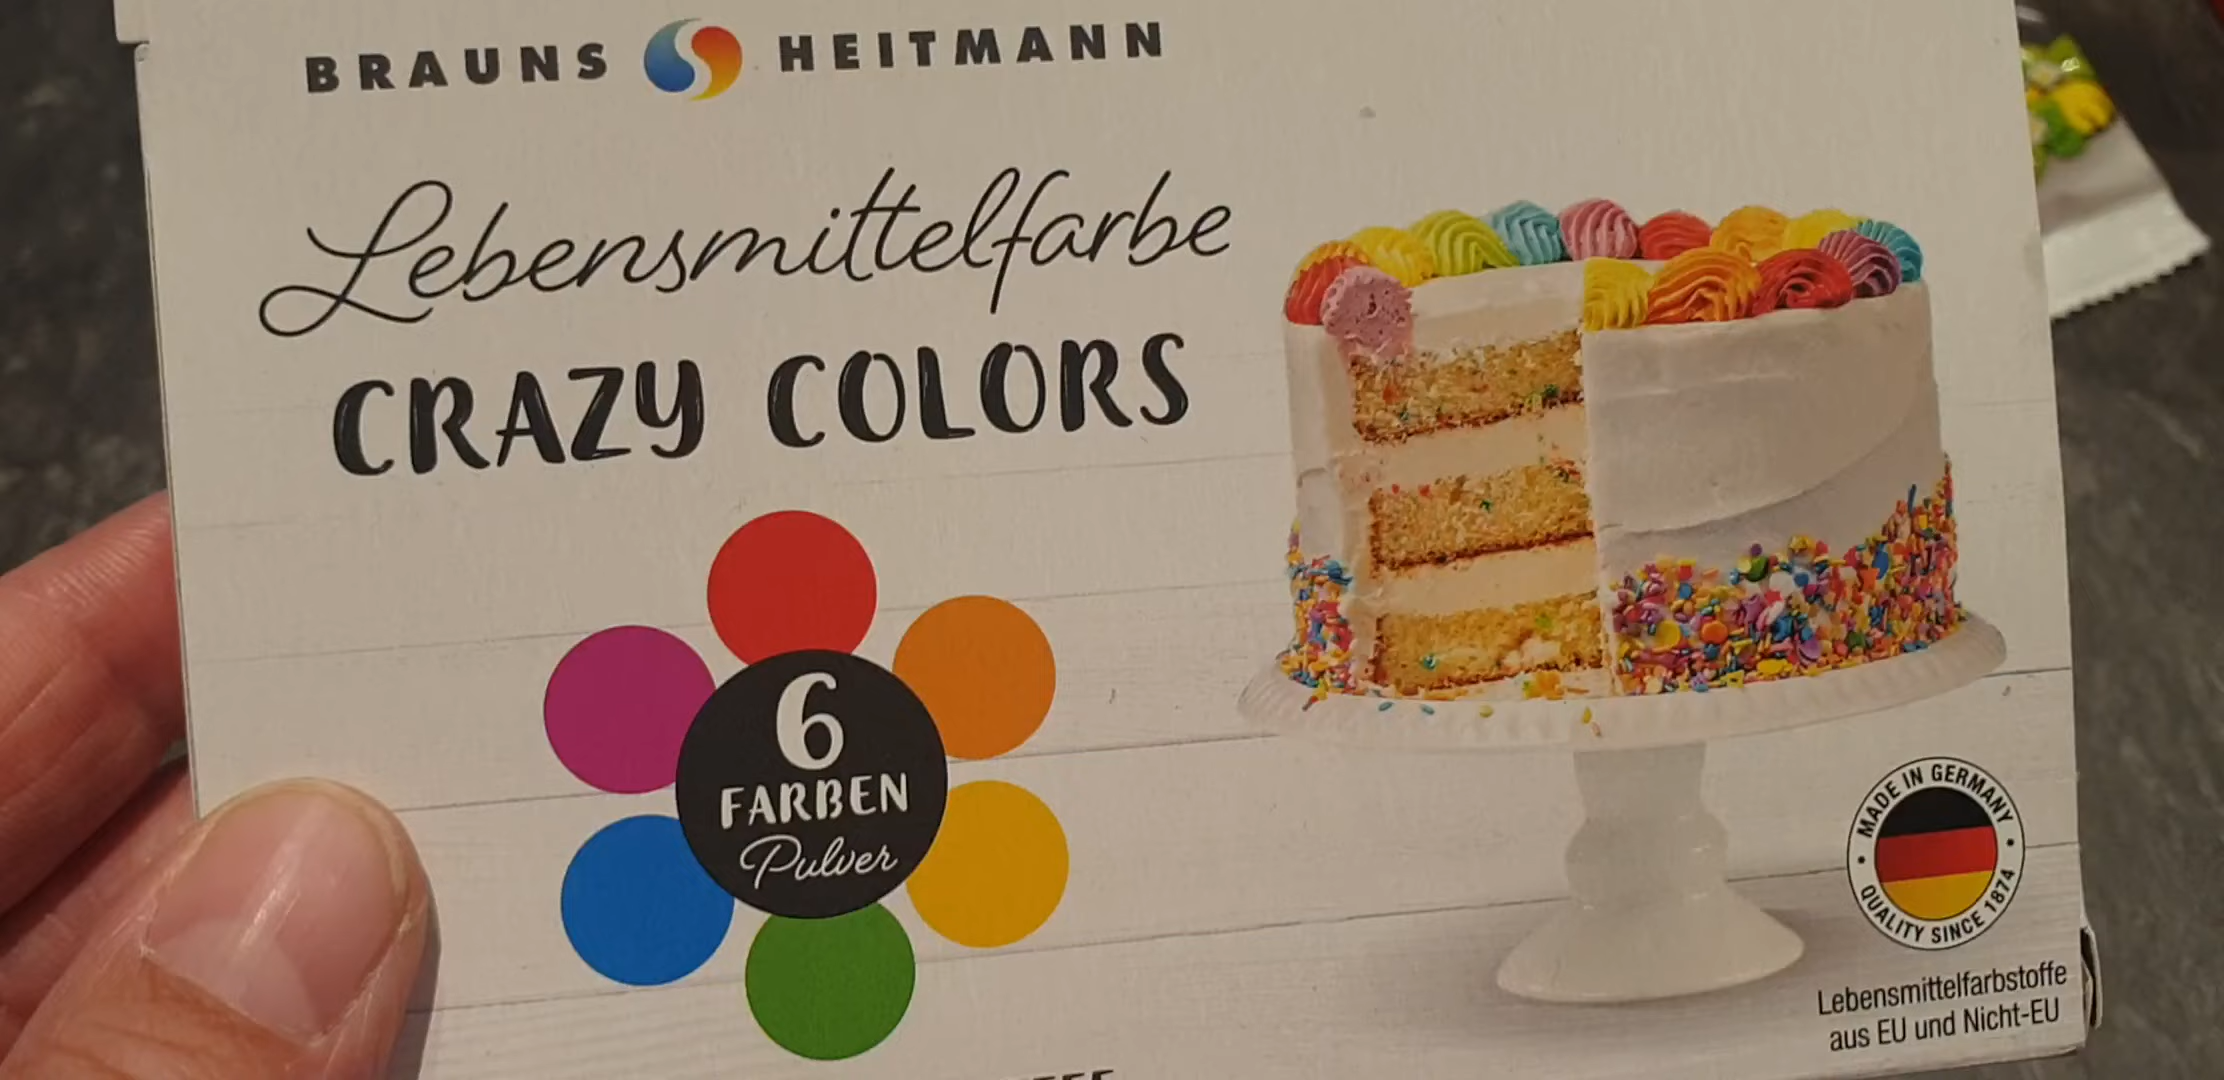 BRAUNS HEITMANN
Lebensmittelfarbe
CRAZY COLORS
6
FARBEN
Pulver
MADE IN GERMANY
QUALITY SINCE 1874
Lebensmittelfarbstoffe
aus EU und Nicht-EU